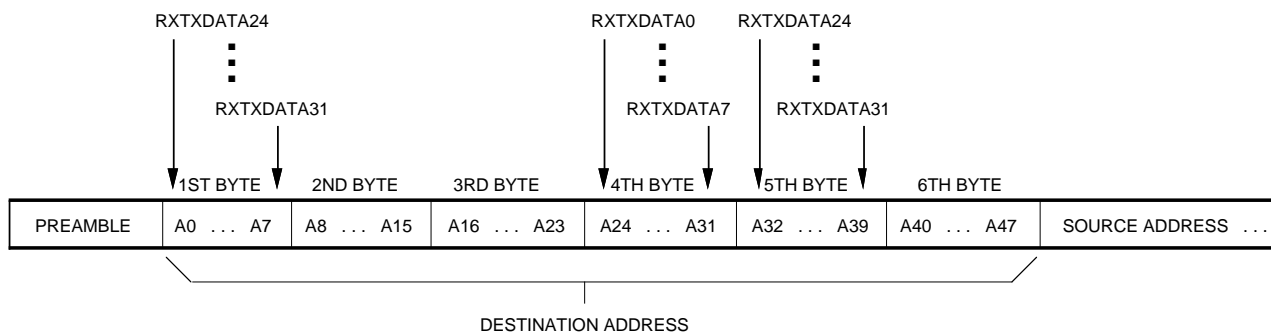 RXTXDATA24 RXTXDATA0 RXTXDATA24
RXTXDATA31 RXTXDATA7 RXTXDATA31
1ST BYTE 2ND BYTE 3RD BYTE 4TH BYTE 5TH BYTE 6TH BYTE
PREAMBLE A0 ... A7 A8 ... A15 A16 ... A23 A24 ... A31 A32 ... A39 A40 ... A47 SOURCE ADDRESS ...
DESTINATION ADDRESS